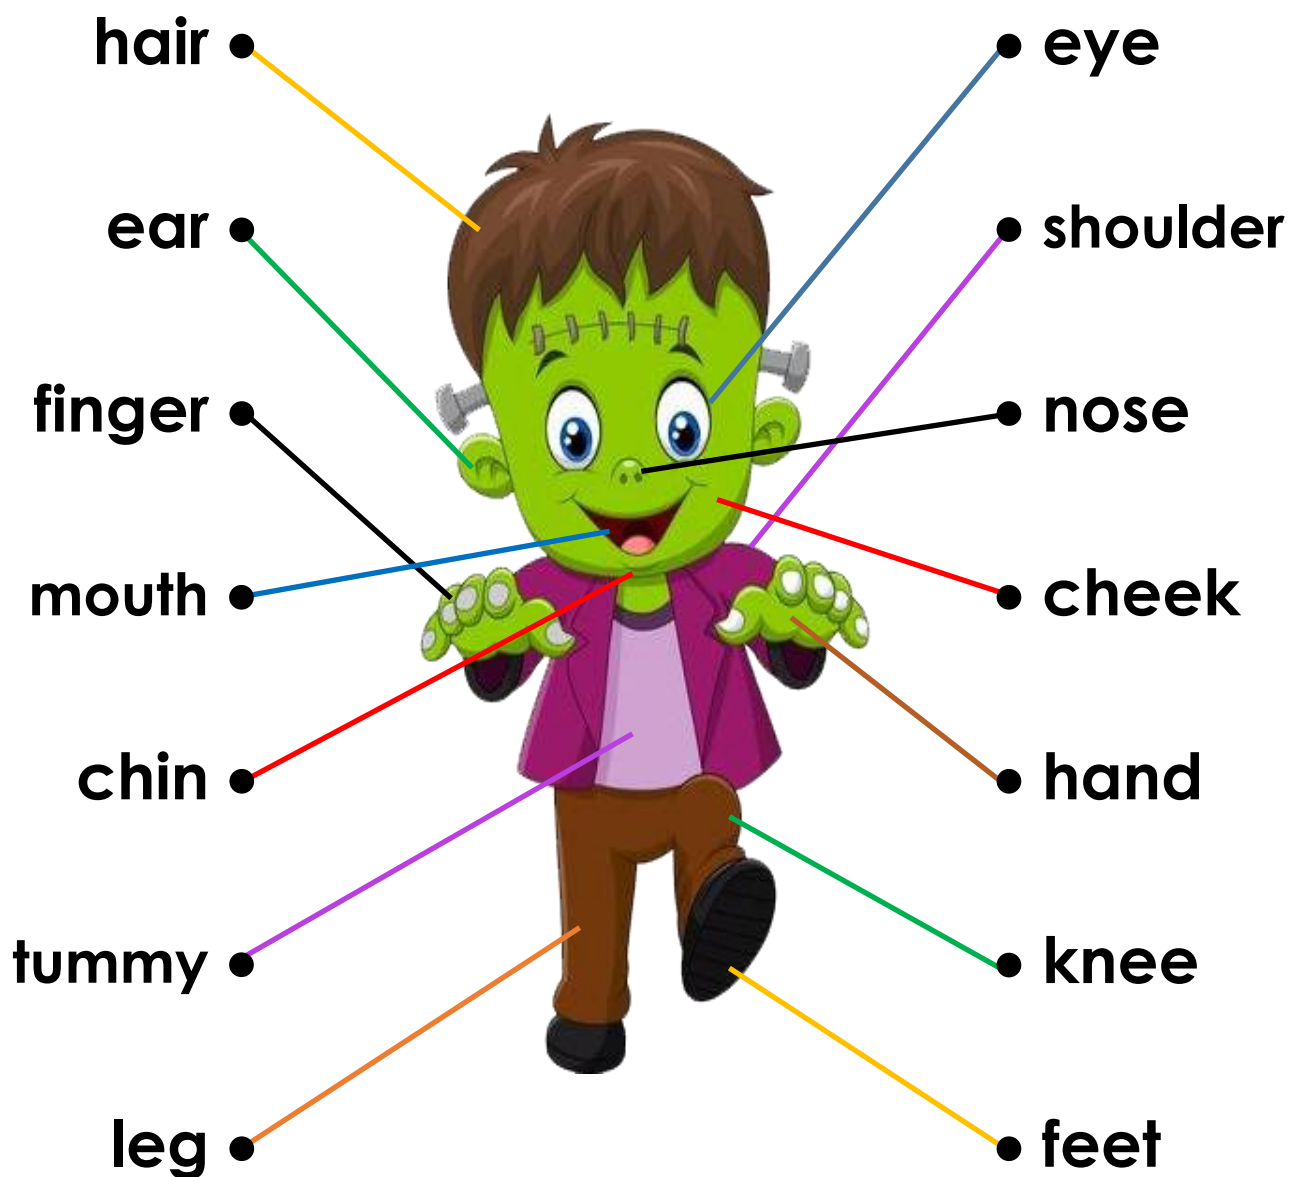 hair
eye
ear
shoulder
finger
nose
mouth
cheek
chin
hand
tummy
knee
leg
feet